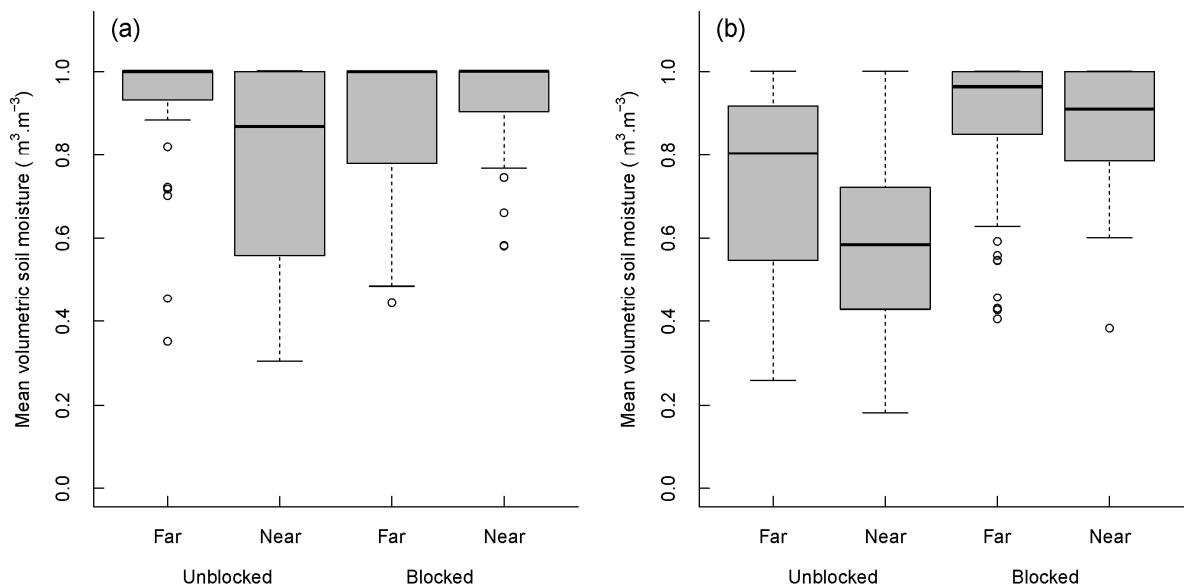 (a)
Mean volumetric soil moisture ( m³.m⁻³)
1.0
0.8
0.6
0.4
0.2
0.0
Far Near Far Near
Unblocked Blocked
(b)
Mean volumetric soil moisture ( m³.m⁻³)
1.0
0.8
0.6
0.4
0.2
0.0
Far Near Far Near
Unblocked Blocked